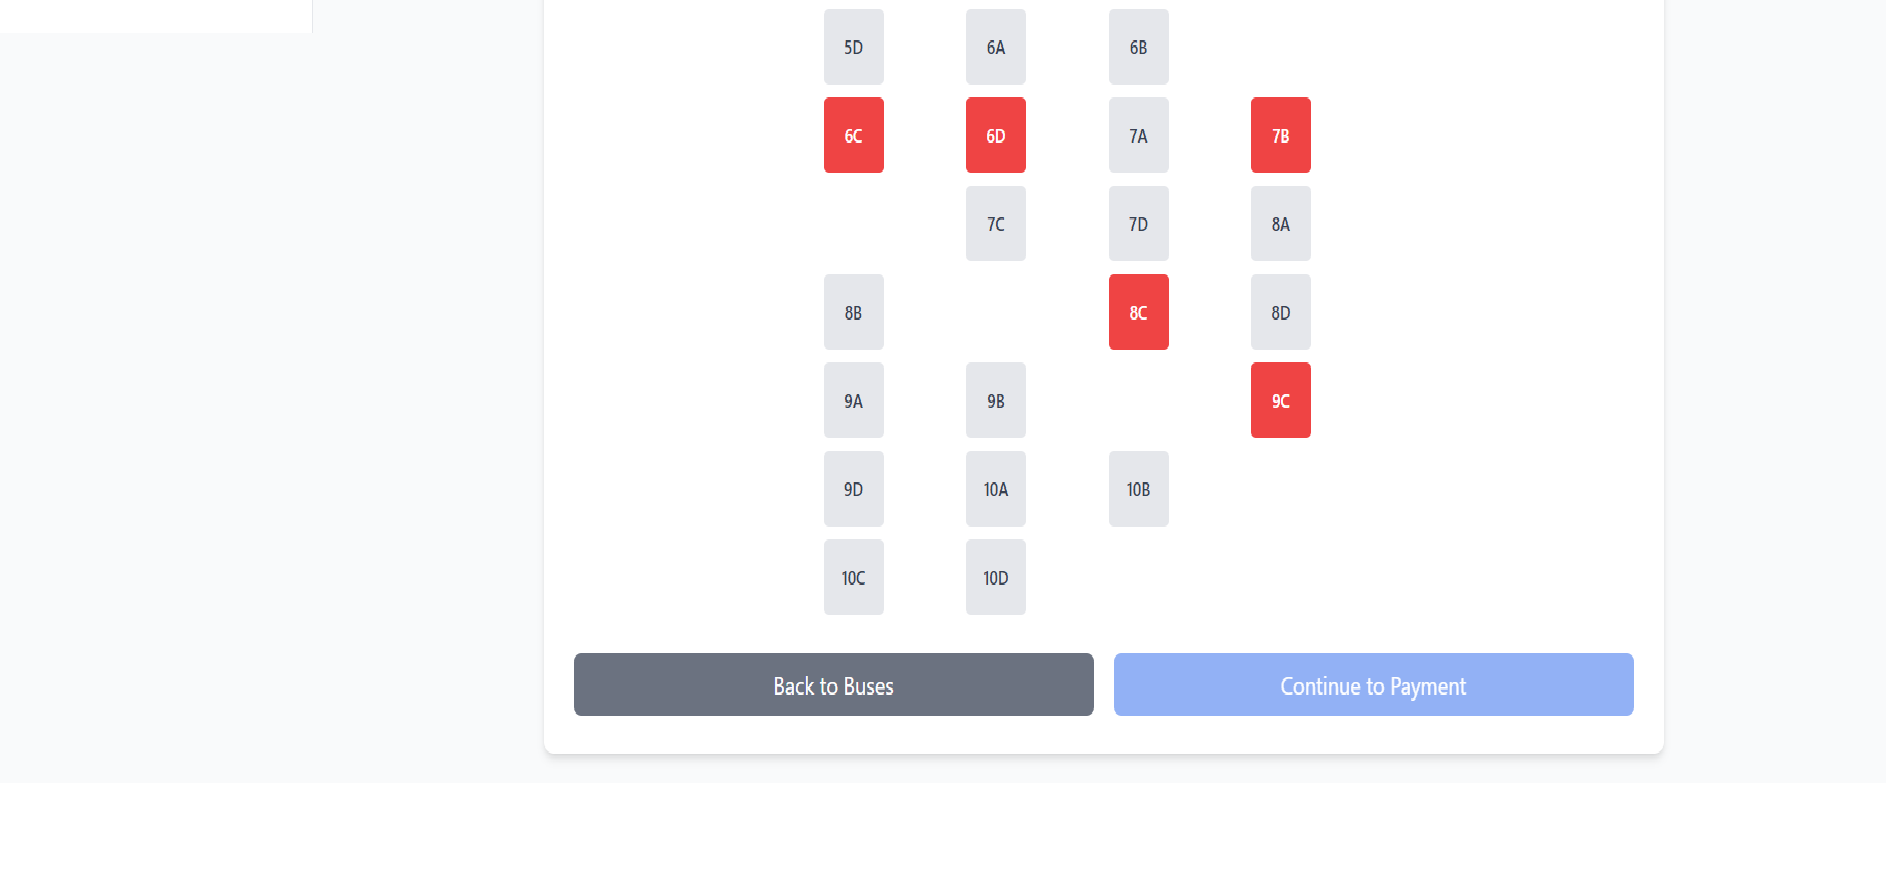 5D 6A 6B
6C 6D 7A 7B
7C 7D 8A
8B 8C 8D
9A 9B 9C
9D 10A 10B
10C 10D
Back to Buses Continue to Payment